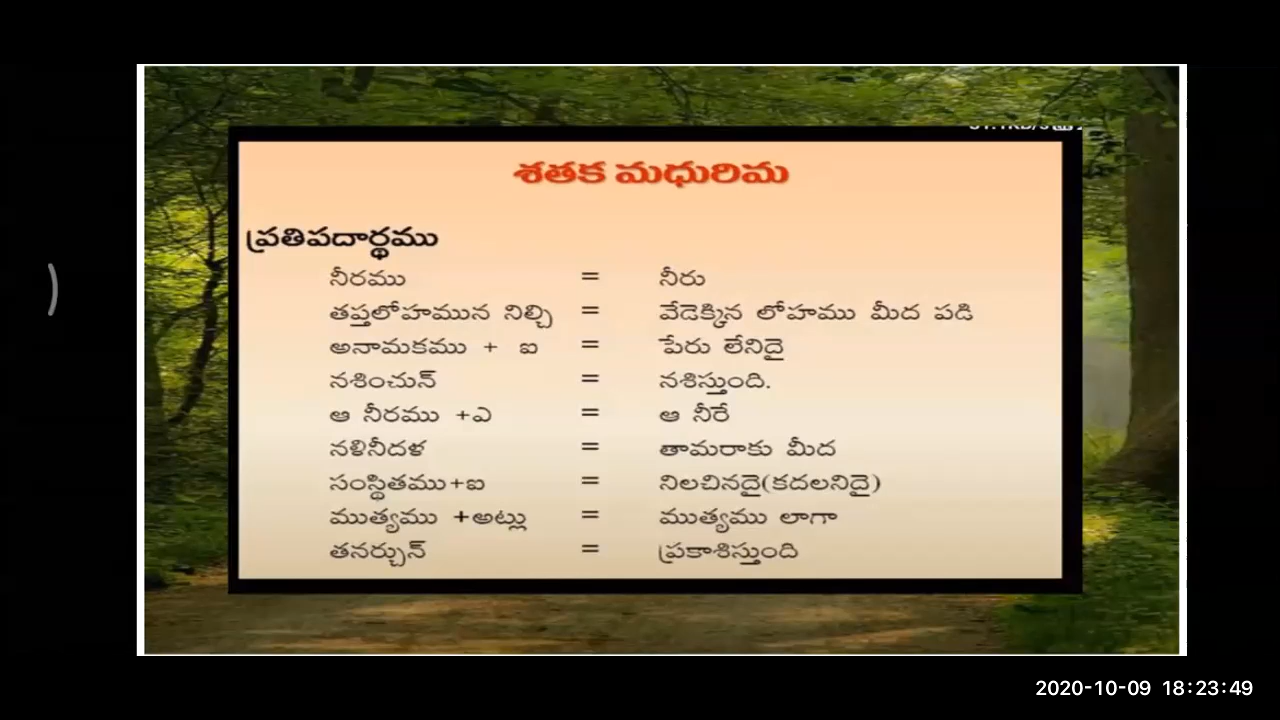 శతక మధురిమ
ప్రతిపదార్థము
నీరము = నీరు
తప్తలోహమున నిల్చి = వేడెక్కిన లోహము మీద పడి
అనామకము + ఐ = పేరు లేనిదై
నశించున్ = నశిస్తుంది.
ఆ నీరము +ఎ = ఆ నీరే
నళినీదళ = తామరాకు మీద
సంస్థితము+ఐ = నిలచినదై(కదలనిదై)
ముత్యము +అట్లు = ముత్యము లాగా
తనర్చున్ = ప్రకాశిస్తుంది
2020-10-09 18:23:49